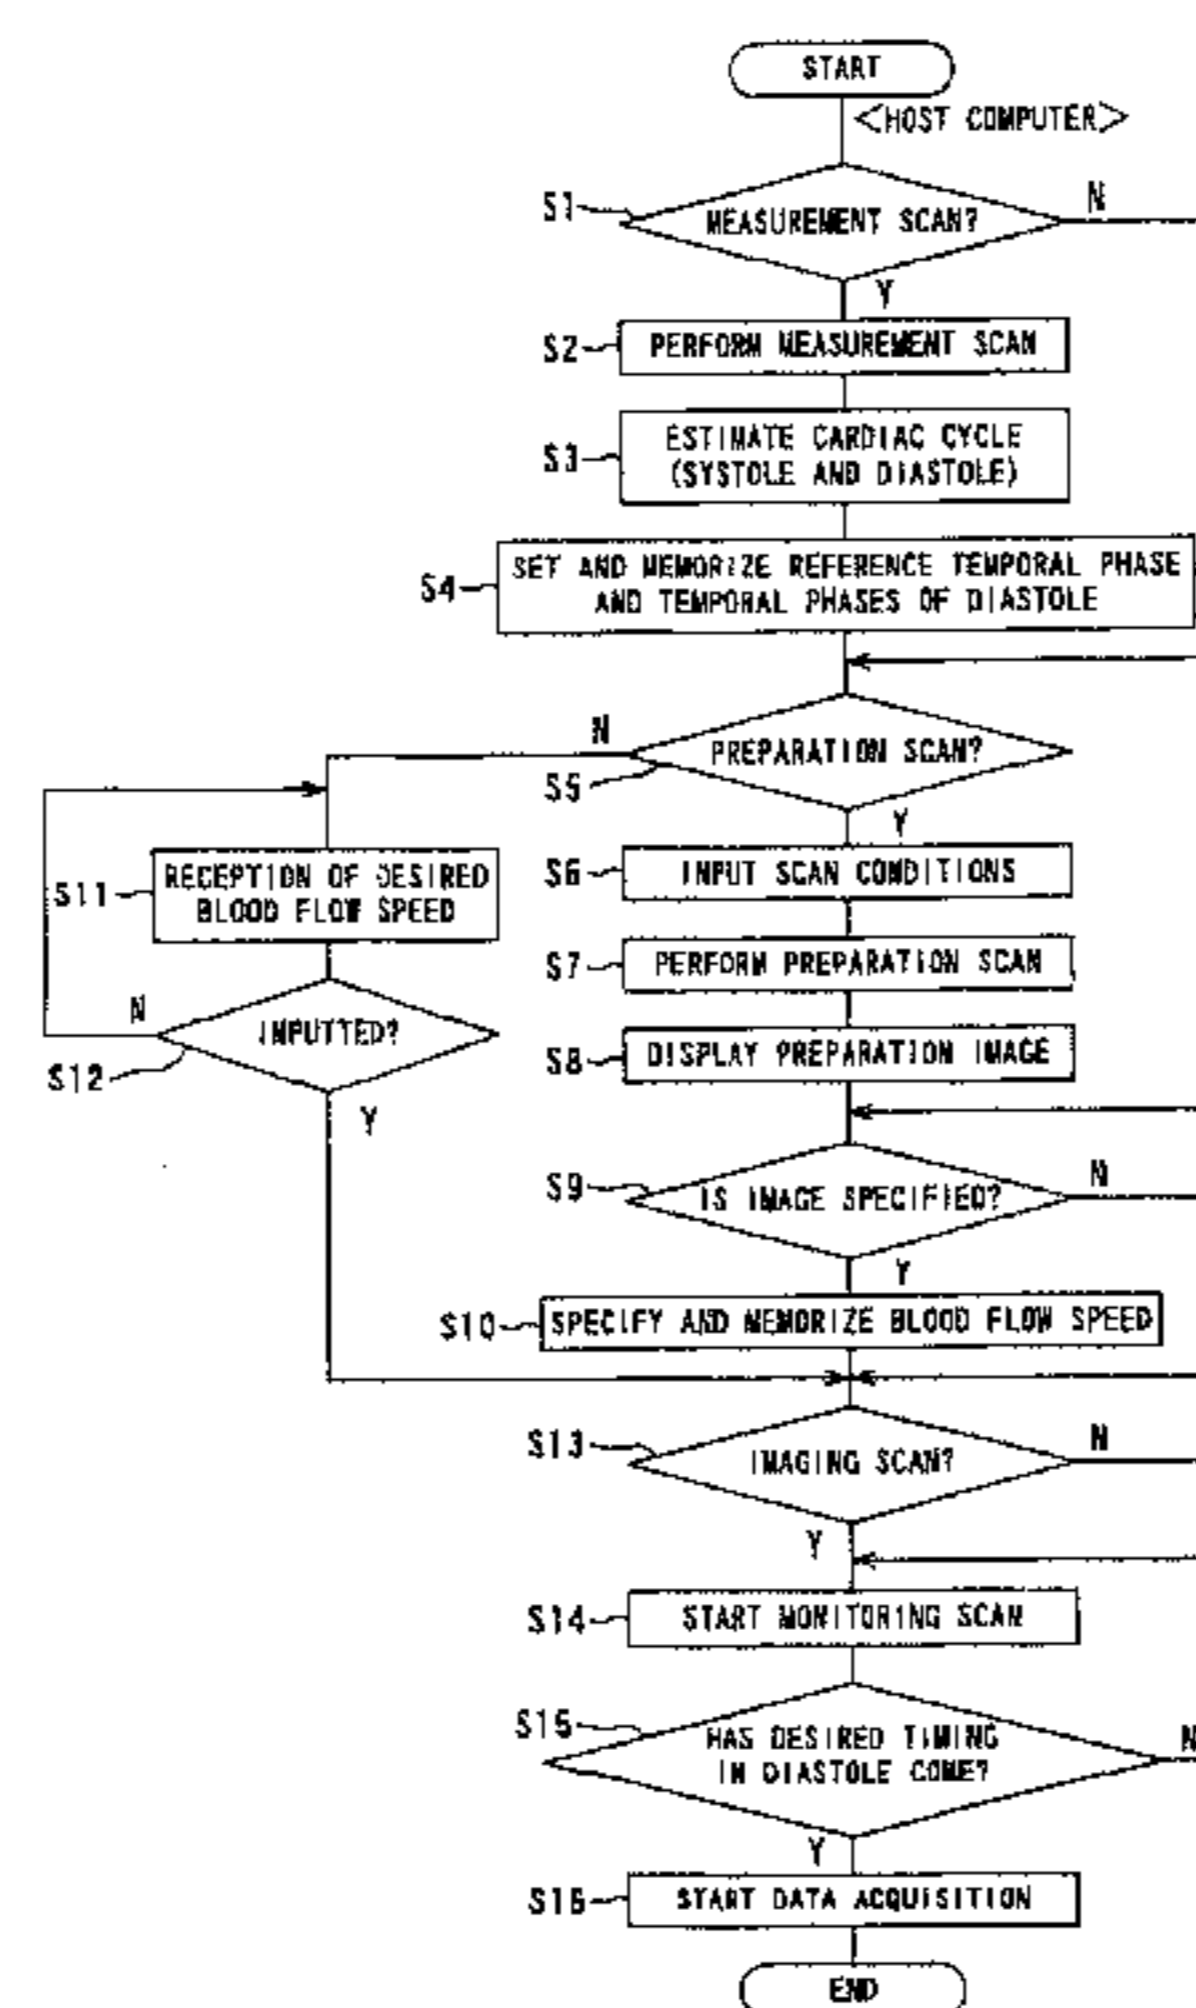 START
<HOST COMPUTER>
S1
MEASUREMENT SCAN?
N
Y
S2
PERFORM MEASUREMENT SCAN
S3
ESTIMATE CARDIAC CYCLE
(SYSTOLE AND DIASTOLE)
S4
SET AND MEMORIZE REFERENCE TEMPORAL PHASE
AND TEMPORAL PHASES OF DIASTOLE
N
PREPARATION SCAN?
S5
Y
S6
INPUT SCAN CONDITIONS
S11
RECEPTION OF DESIRED
BLOOD FLOW SPEED
S7
PERFORM PREPARATION SCAN
N
INPUTTED?
S12
Y
S8
DISPLAY PREPARATION IMAGE
S9
IS IMAGE SPECIFIED?
N
Y
S10
SPECIFY AND MEMORIZE BLOOD FLOW SPEED
S13
IMAGING SCAN?
N
Y
S14
START MONITORING SCAN
S15
HAS DESIRED TIMING
IN DIASTOLE COME?
N
Y
S16
START DATA ACQUISITION
END